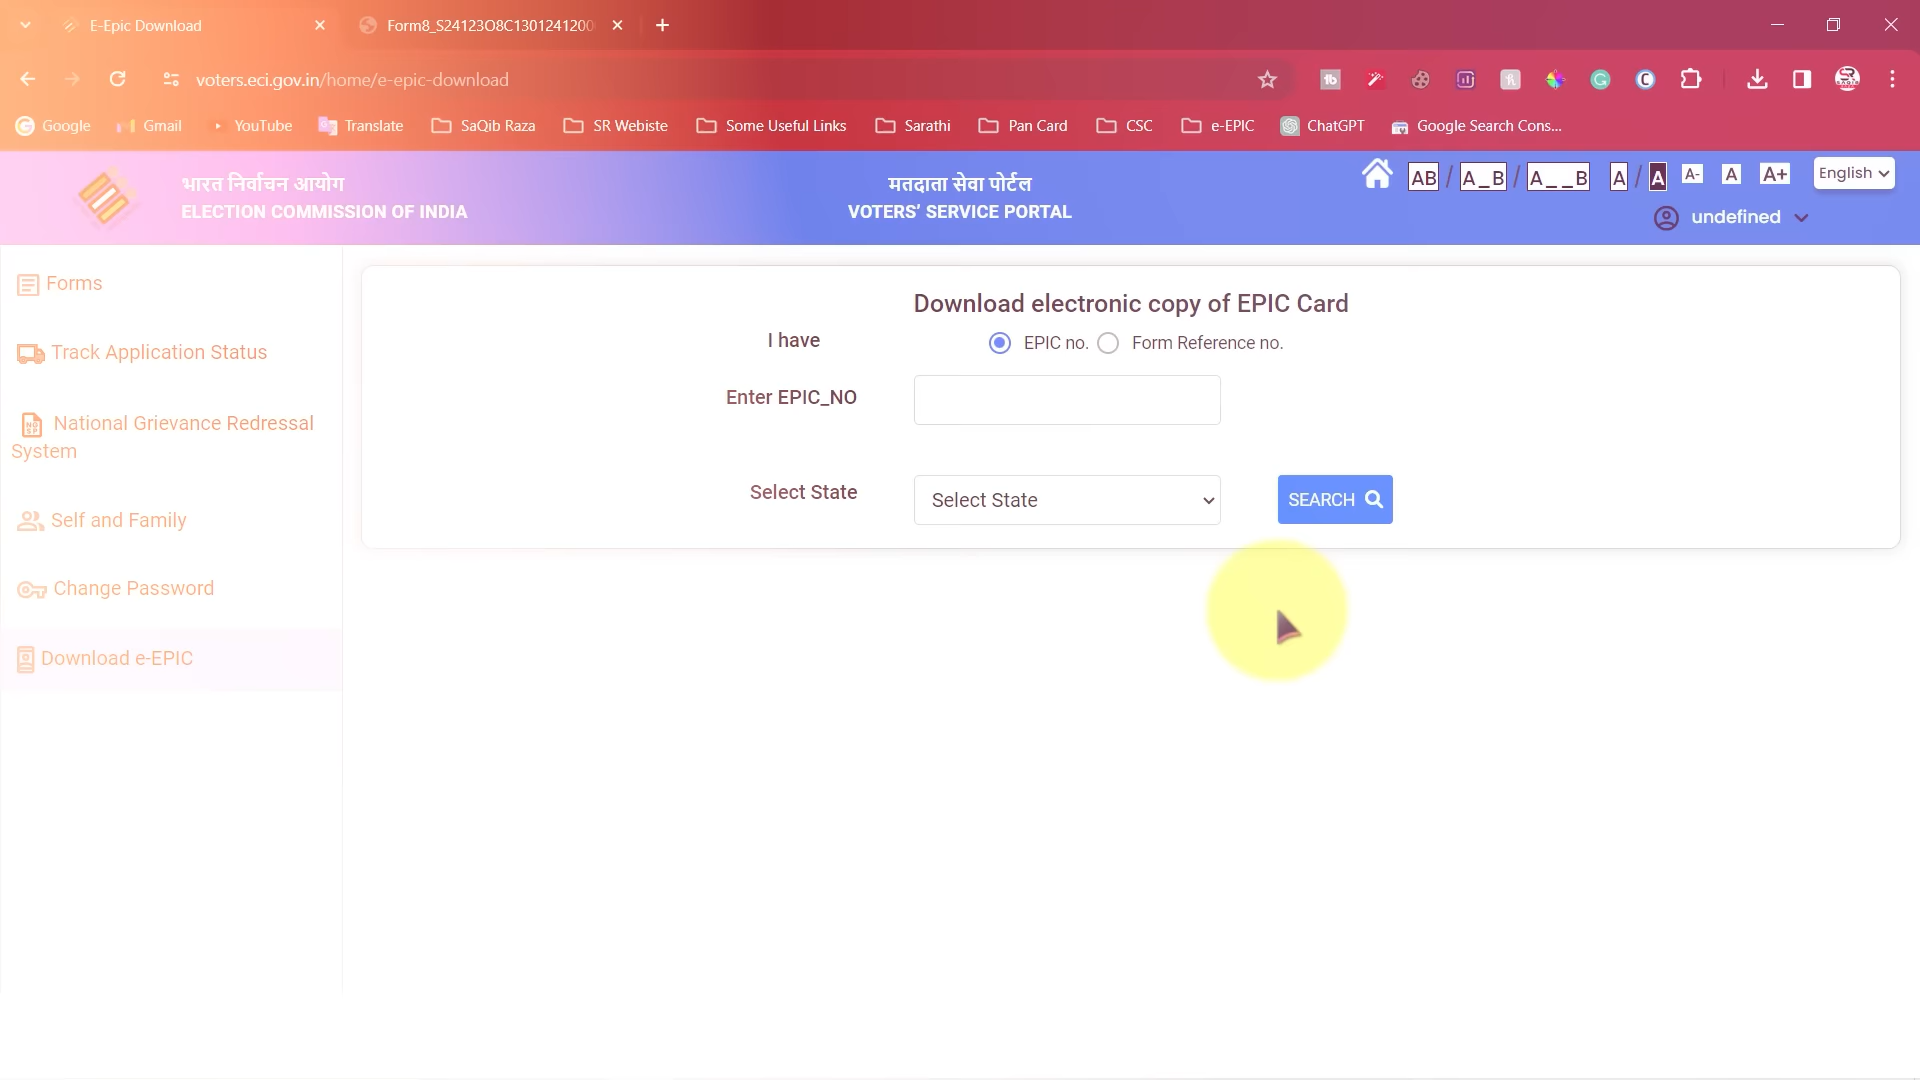 E-Epic Download
Form8_S24123O8C1301241200
voters.eci.gov.in/home/e-epic-download
Google Gmail YouTube Translate SaQib Raza SR Webiste Some Useful Links Sarathi Pan Card CSC e-EPIC ChatGPT Google Search Cons...
भारत निर्वाचन आयोग
ELECTION COMMISSION OF INDIA
मतदाता सेवा पोर्टल
VOTERS' SERVICE PORTAL
AB / A_B / A__B A / A A- A A+ English
undefined
Forms
Track Application Status
National Grievance Redressal
System
Self and Family
Change Password
Download e-EPIC
Download electronic copy of EPIC Card
I have EPIC no. Form Reference no.
Enter EPIC_NO
Select State Select State SEARCH